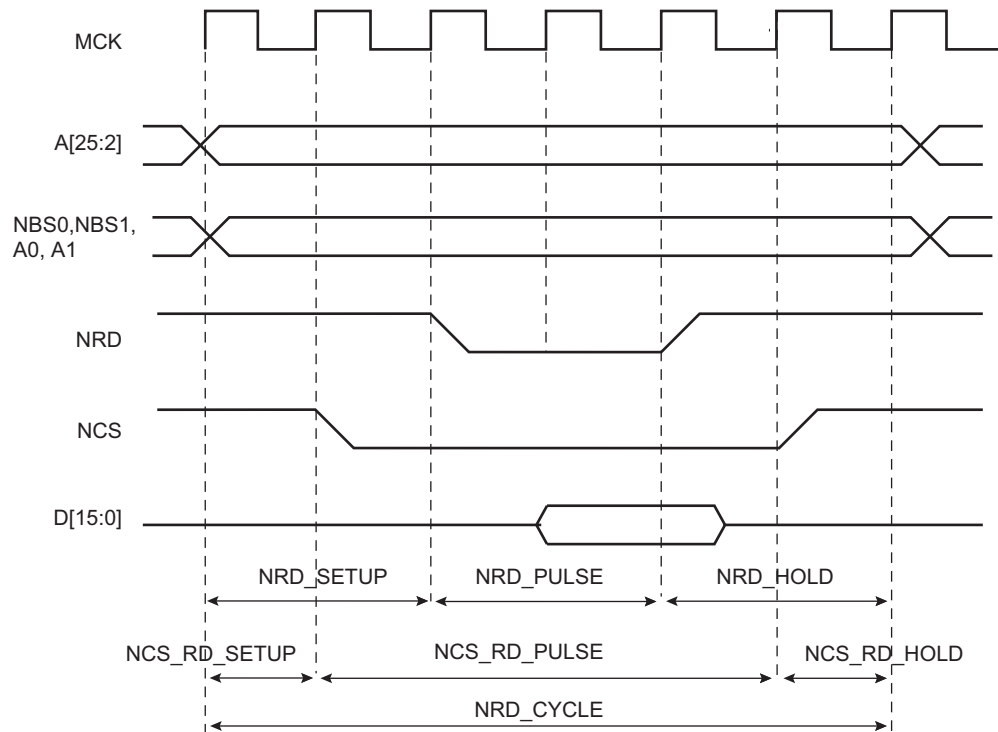 MCK
A[25:2]
NBS0,NBS1,
A0, A1
NRD
NCS
D[15:0]
NRD_SETUP NRD_PULSE NRD_HOLD
NCS_RD_SETUP NCS_RD_PULSE NCS_RD_HOLD
NRD_CYCLE